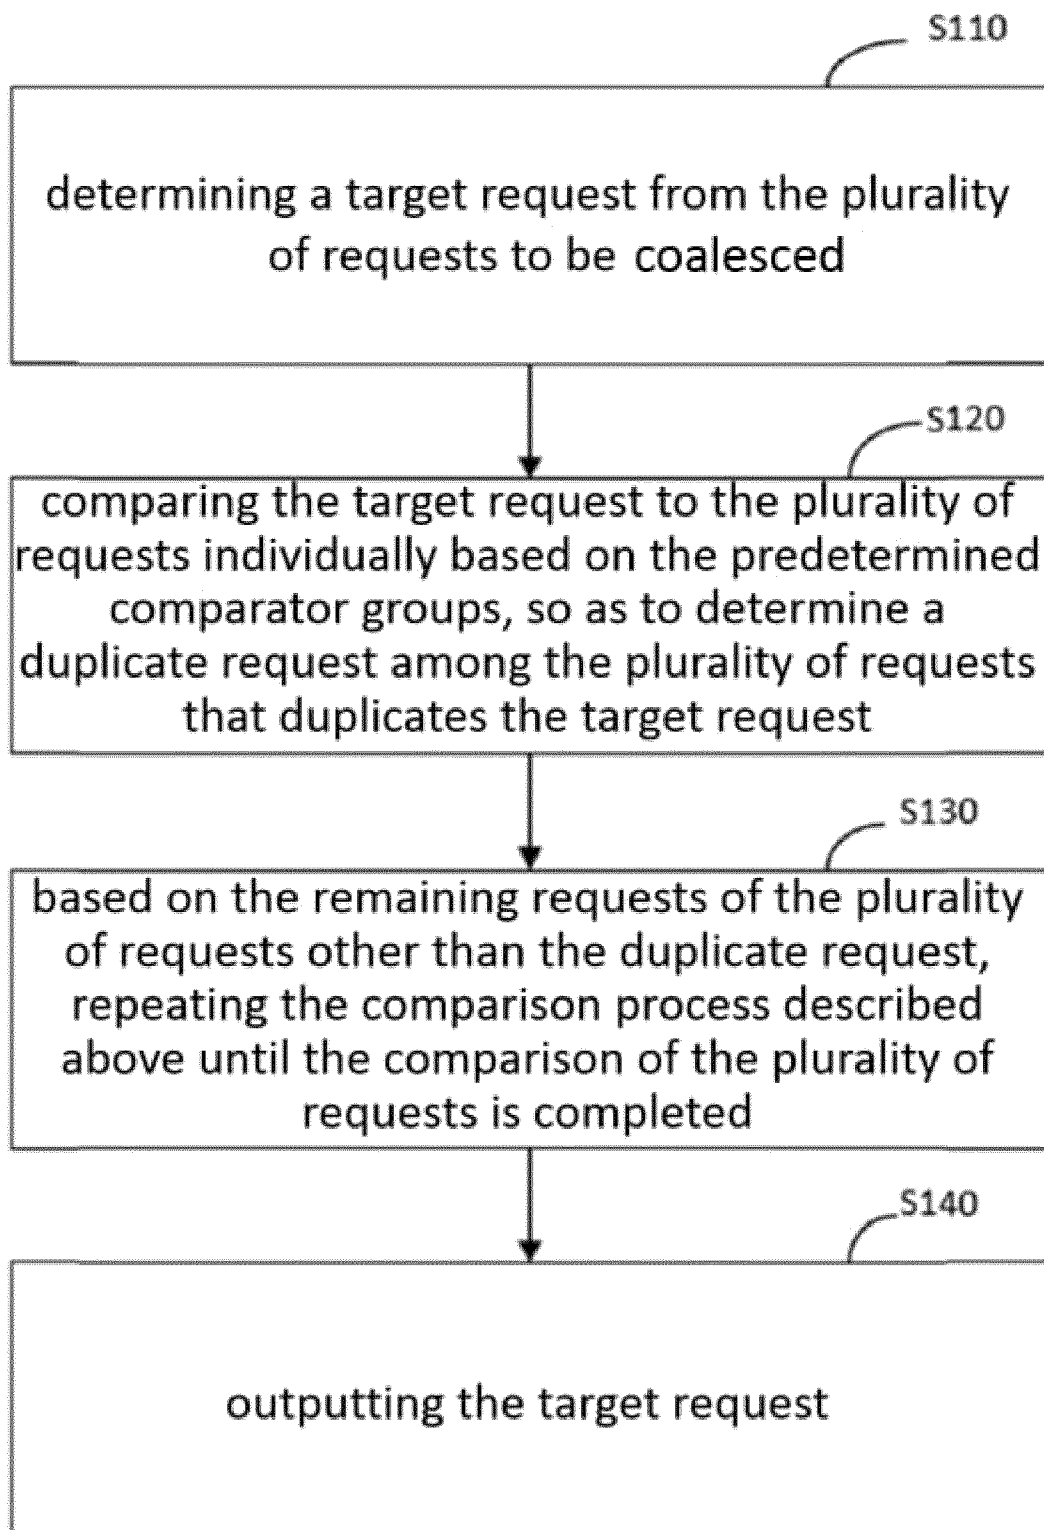 S110
determining a target request from the plurality
of requests to be coalesced
S120
comparing the target request to the plurality of
requests individually based on the predetermined
comparator groups, so as to determine a
duplicate request among the plurality of requests
that duplicates the target request
S130
based on the remaining requests of the plurality
of requests other than the duplicate request,
repeating the comparison process described
above until the comparison of the plurality of
requests is completed
S140
outputting the target request